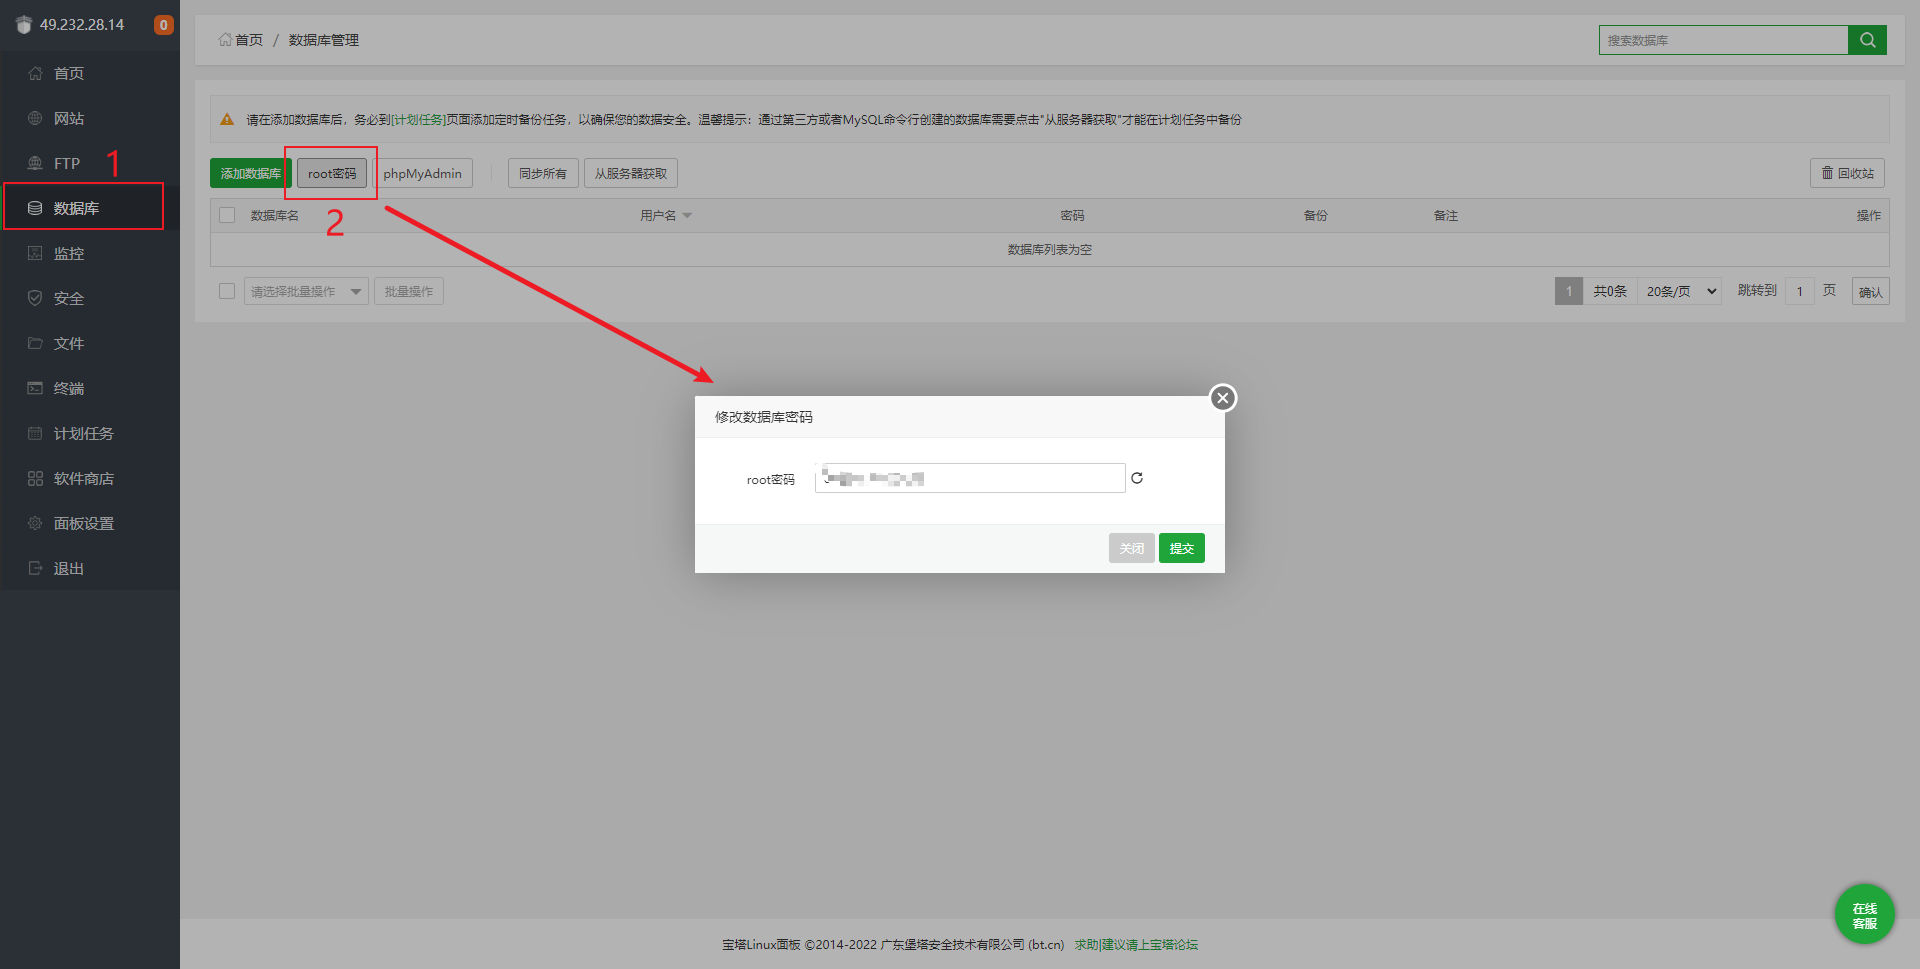 49.232.28.14
0
首页
网站
FTP
1
数据库
监控
安全
文件
终端
计划任务
软件商店
面板设置
退出
首页 / 数据库管理
搜索数据库
请在添加数据库后，务必到[计划任务]页面添加定时备份任务，以确保您的数据安全。温馨提示：通过第三方或者MySQL命令行创建的数据库需要点击"从服务器获取"才能在计划任务中备份
添加数据库 root密码 phpMyAdmin 同步所有 从服务器获取 回收站
2
数据库名 用户名 密码 备份 备注 操作
数据库列表为空
请选择批量操作 批量操作 1 共0条 20条/页 跳转到 1 页 确认
修改数据库密码
root密码
关闭 提交
在线
客服
宝塔Linux面板 ©2014-2022 广东堡塔安全技术有限公司 (bt.cn) 求助|建议请上宝塔论坛